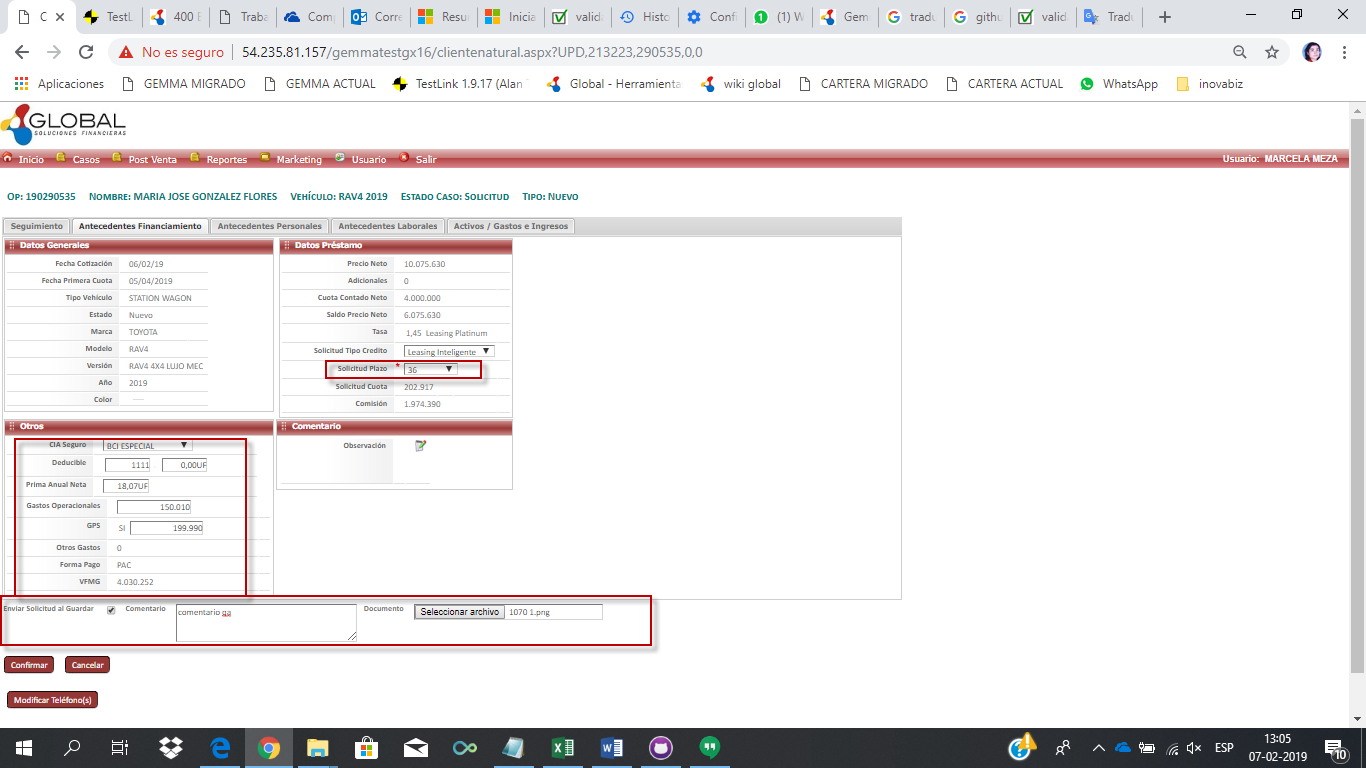 C
TestL
400 E
Traba
Com
Corre
Resu
Inicia
valida
Histo
Confi
(1) W
Gem
tradu
githu
valid
Tradu
No es seguro | 54.235.81.157/gemmatestgx16/clientenatural.aspx?UPD,213223,290535,0,0
Aplicaciones GEMMA MIGRADO GEMMA ACTUAL TestLink 1.9.17 (Alan Global - Herramienta wiki global CARTERA MIGRADO CARTERA ACTUAL WhatsApp inovabiz
GLOBAL
SOLUCIONES FINANCIERAS
Inicio Casos Post Venta Reportes Marketing Usuario Salir Usuario: MARCELA MEZA
Op: 190290535 Nombre: MARIA JOSE GONZALEZ FLORES Vehículo: RAV4 2019 Estado Caso: Solicitud Tipo: Nuevo
Seguimiento Antecedentes Financiamiento Antecedentes Personales Antecedentes Laborales Activos / Gastos e Ingresos
Datos Generales
Fecha Cotización 06/02/19
Fecha Primera Cuota 05/04/2019
Tipo Vehículo STATION WAGON
Estado Nuevo
Marca TOYOTA
Modelo RAV4
Versión RAV4 4X4 LUJO MEC
Año 2019
Color ----
Datos Préstamo
Precio Neto 10.075.630
Adicionales 0
Cuota Contado Neto 4.000.000
Saldo Precio Neto 6.075.630
Tasa 1,45 Leasing Platinum
Solicitud Tipo Credito Leasing Inteligente
Solicitud Plazo * 36
Solicitud Cuota 202.917
Comisión 1.974.390
Otros
CIA Seguro BCI ESPECIAL
Deducible 1111 0,00UF
Prima Anual Neta 18,07UF
Gastos Operacionales 150.010
GPS SI 199.990
Otros Gastos 0
Forma Pago PAC
VFMG 4.030.252
Comentario
Observación
Enviar Solicitud al Guardar Comentario comentario qa Documento Seleccionar archivo 1070 1.png
Confirmar Cancelar
Modificar Teléfono(s)
ESP
13:05
07-02-2019
10